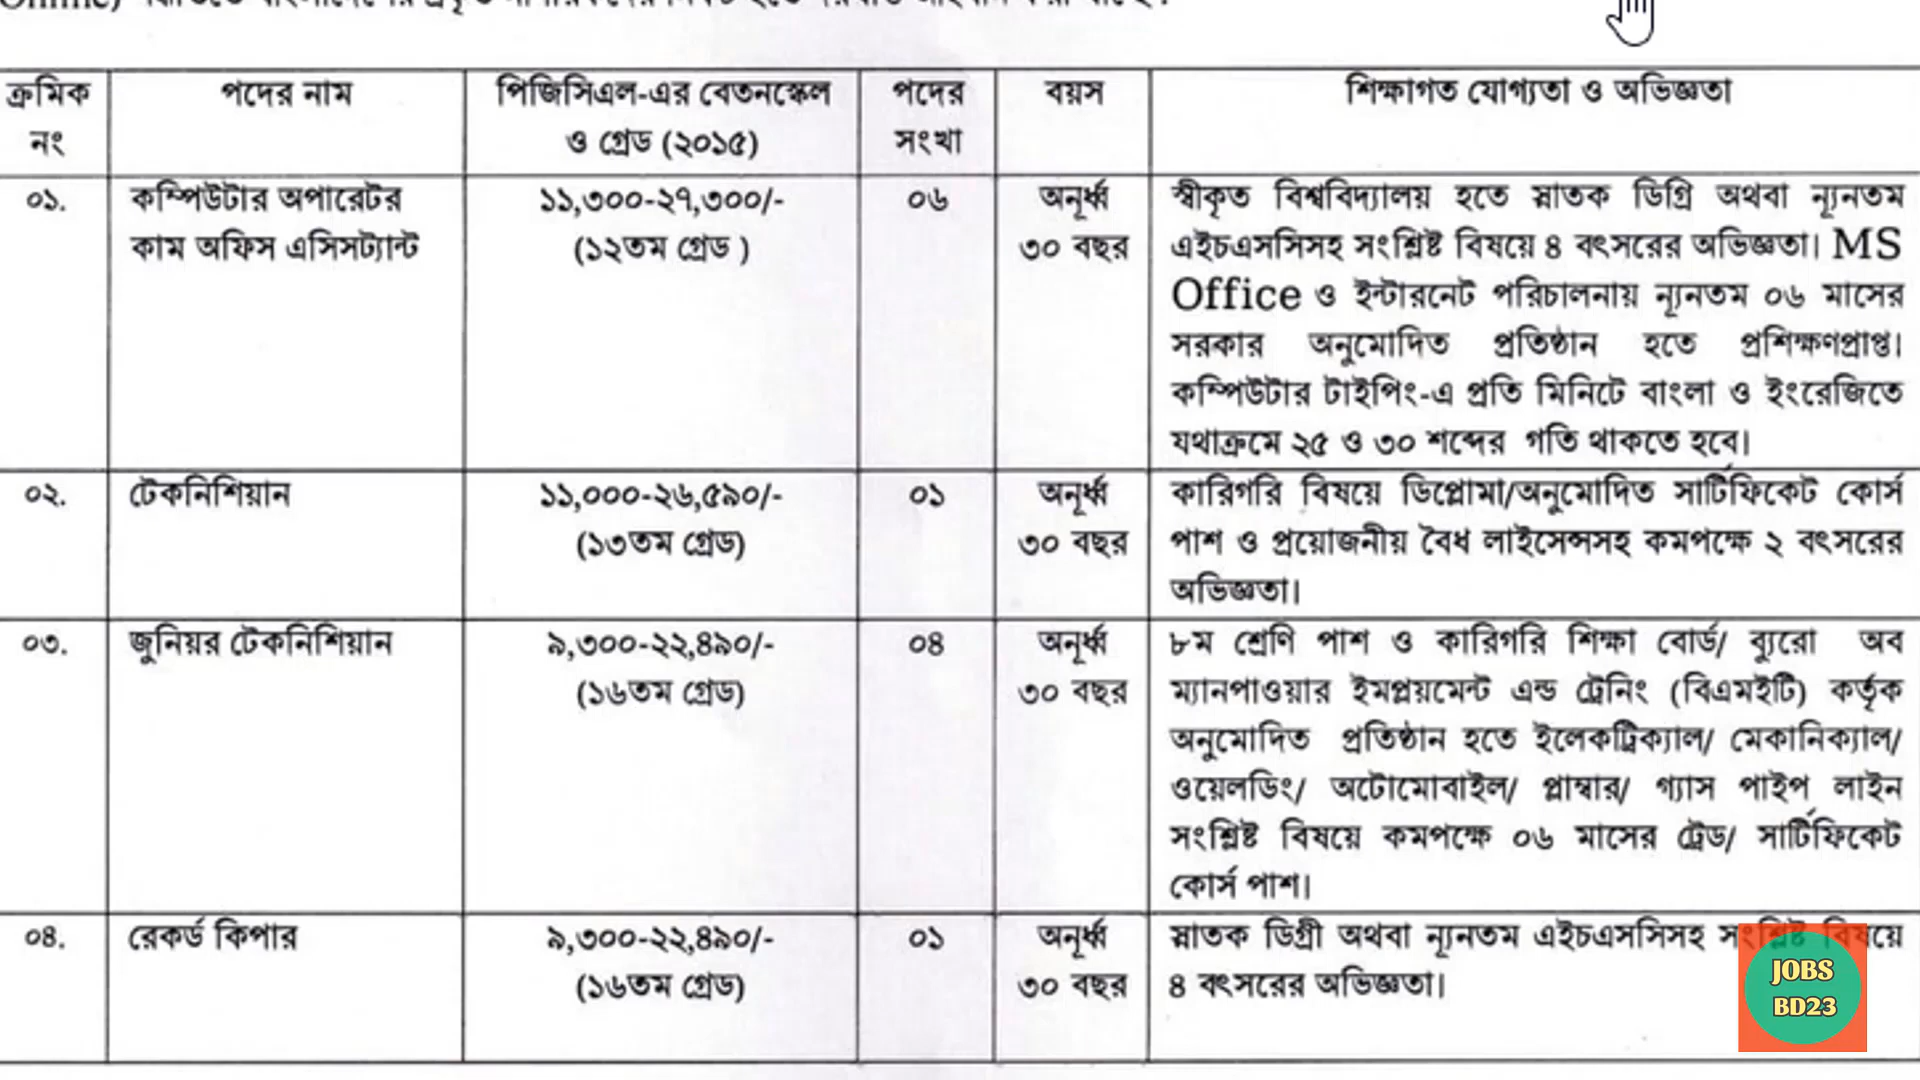 ক্রমিক নং | পদের নাম | পিজিসিএল-এর বেতনস্কেল ও গ্রেড (২০১৫) | পদের সংখা | বয়স | শিক্ষাগত যোগ্যতা ও অভিজ্ঞতা
০১.
কম্পিউটার অপারেটর
কাম অফিস এসিসট্যান্ট
১১,৩০০-২৭,৩০০/-
(১২তম গ্রেড )
০৬
অনূর্ধ্ব
৩০ বছর
স্বীকৃত বিশ্ববিদ্যালয় হতে স্নাতক ডিগ্রি অথবা ন্যূনতম
এইচএসসিসহ সংশ্লিষ্ট বিষয়ে ৪ বৎসরের অভিজ্ঞতা। MS
Office ও ইন্টারনেট পরিচালনায় ন্যূনতম ০৬ মাসের
সরকার অনুমোদিত প্রতিষ্ঠান হতে প্রশিক্ষণপ্রাপ্ত।
কম্পিউটার টাইপিং-এ প্রতি মিনিটে বাংলা ও ইংরেজিতে
যথাক্রমে ২৫ ও ৩০ শব্দের গতি থাকতে হবে।
০২.
টেকনিশিয়ান
১১,০০০-২৬,৫৯০/-
(১৩তম গ্রেড)
০১
অনূর্ধ্ব
৩০ বছর
কারিগরি বিষয়ে ডিপ্লোমা/অনুমোদিত সার্টিফিকেট কোর্স
পাশ ও প্রয়োজনীয় বৈধ লাইসেন্সসহ কমপক্ষে ২ বৎসরের
অভিজ্ঞতা।
০৩.
জুনিয়র টেকনিশিয়ান
৯,৩০০-২২,৪৯০/-
(১৬তম গ্রেড)
০৪
অনূর্ধ্ব
৩০ বছর
৮ম শ্রেণি পাশ ও কারিগরি শিক্ষা বোর্ড/ ব্যুরো অব
ম্যানপাওয়ার ইমপ্লয়মেন্ট এন্ড ট্রেনিং (বিএমইটি) কর্তৃক
অনুমোদিত প্রতিষ্ঠান হতে ইলেকট্রিক্যাল/ মেকানিক্যাল/
ওয়েলডিং/ অটোমোবাইল/ প্লাম্বার/ গ্যাস পাইপ লাইন
সংশ্লিষ্ট বিষয়ে কমপক্ষে ০৬ মাসের ট্রেড/ সার্টিফিকেট
কোর্স পাশ।
০৪.
রেকর্ড কিপার
৯,৩০০-২২,৪৯০/-
(১৬তম গ্রেড)
০১
অনূর্ধ্ব
৩০ বছর
স্নাতক ডিগ্রী অথবা ন্যূনতম এইচএসসিসহ সংশ্লিষ্ট বিষয়ে
৪ বৎসরের অভিজ্ঞতা।
JOBS
BD23